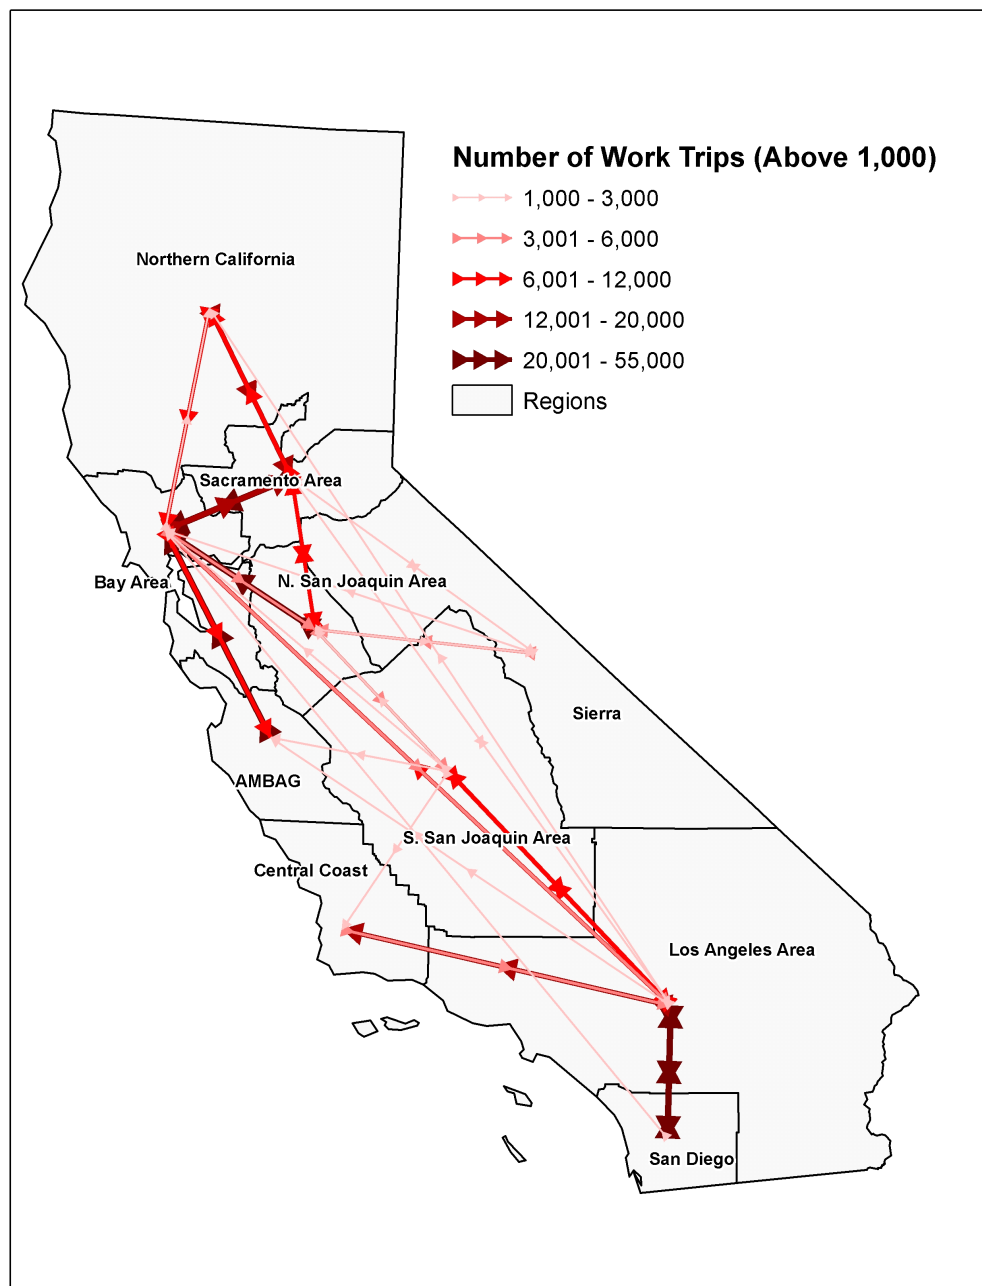 Number of Work Trips (Above 1,000)
1,000 - 3,000
3,001 - 6,000
6,001 - 12,000
12,001 - 20,000
20,001 - 55,000
Regions
Northern California
Sacramento Area
Bay Area
N. San Joaquin Area
Sierra
AMBAG
S. San Joaquin Area
Central Coast
Los Angeles Area
San Diego